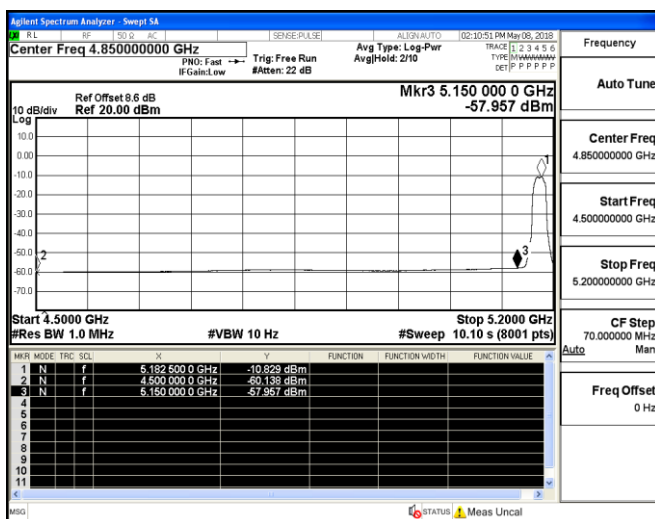 Agilent Spectrum Analyzer - Swept SA
RL RF 50 Ω AC SENSE:PULSE ALIGNAUTO 02:10:51 PM May 08, 2018
Center Freq 4.850000000 GHz
PNO: Fast
IFGain:Low
Trig: Free Run
#Atten: 22 dB
Avg Type: Log-Pwr
Avg|Hold: 2/10
TRACE 1 2 3 4 5 6
TYPE MWWWWW
DET P P P P P P
Frequency
Auto Tune
Center Freq
4.850000000 GHz
Start Freq
4.500000000 GHz
Stop Freq
5.200000000 GHz
CF Step
70.000000 MHz
Auto Man
Freq Offset
0 Hz
Mkr3 5.150 000 0 GHz
-57.957 dBm
Ref Offset 8.6 dB
10 dB/div Ref 20.00 dBm
Log
10.0
0.00
-10.0
-20.0
-30.0
-40.0
-50.0
-60.0
-70.0
1
2
3
Start 4.5000 GHz Stop 5.2000 GHz
#Res BW 1.0 MHz #VBW 10 Hz #Sweep 10.10 s (8001 pts)
MKR MODE TRC SCL X Y FUNCTION FUNCTION WIDTH FUNCTION VALUE
1 N f 5.182 500 0 GHz -10.829 dBm
2 N f 4.500 000 0 GHz -60.138 dBm
3 N f 5.150 000 0 GHz -57.957 dBm
4
5
6
7
8
9
10
11
MSG STATUS Meas Uncal